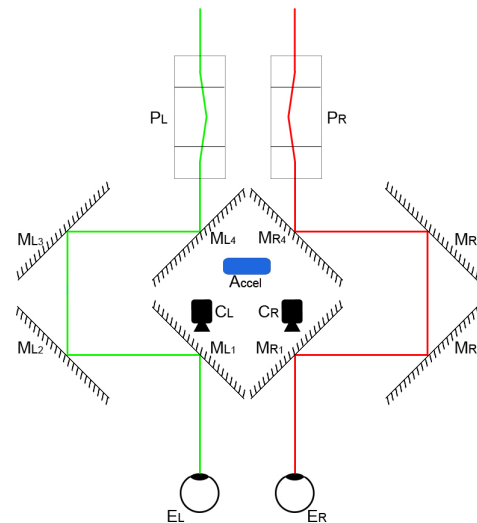 PL PR
ML3 ML4 MR4 MR
Accel
CL CR
ML2 ML1 MR1 MR
EL ER